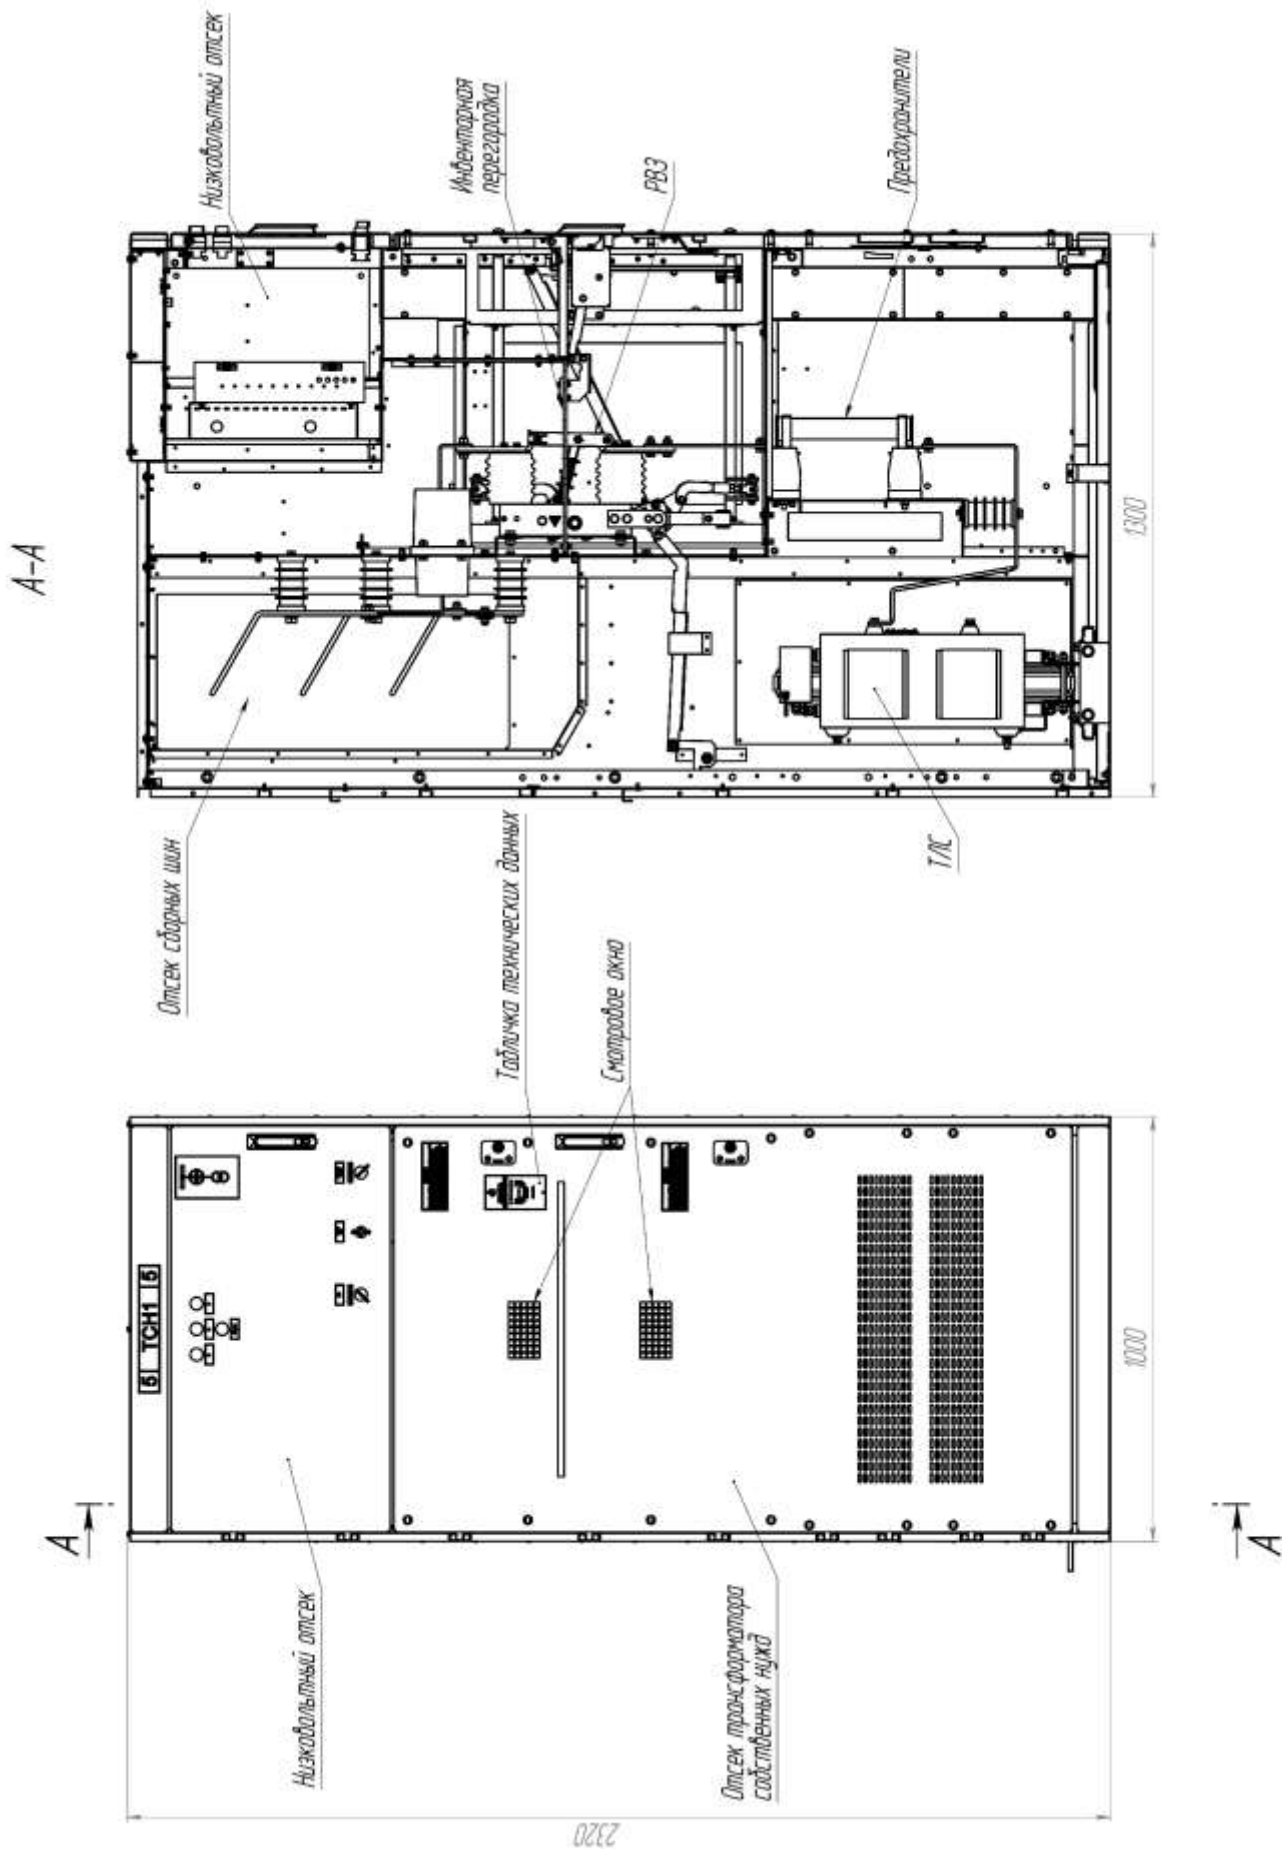 А-А
Низковольтный отсек
Инвенторная
перегородка
РВЗ
Предохранители
1300
Отсек сборных шин
ТЛС
Табличка технических данных
Смотровое окно
5 ТСН1 5
1000
А
А
Низковольтный отсек
Отсек трансформатора
собственных нужд
2320